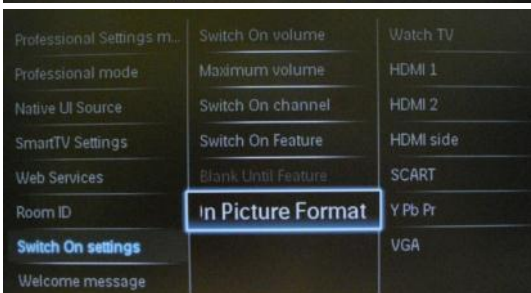 Professional Settings m...
Professional mode
Native UI Source
SmartTV Settings
Web Services
Room ID
Switch On settings
Welcome message
Switch On volume
Maximum volume
Switch On channel
Switch On Feature
Blank Until Feature
n Picture Format
Watch TV
HDMI 1
HDMI 2
HDMI side
SCART
Y Pb Pr
VGA